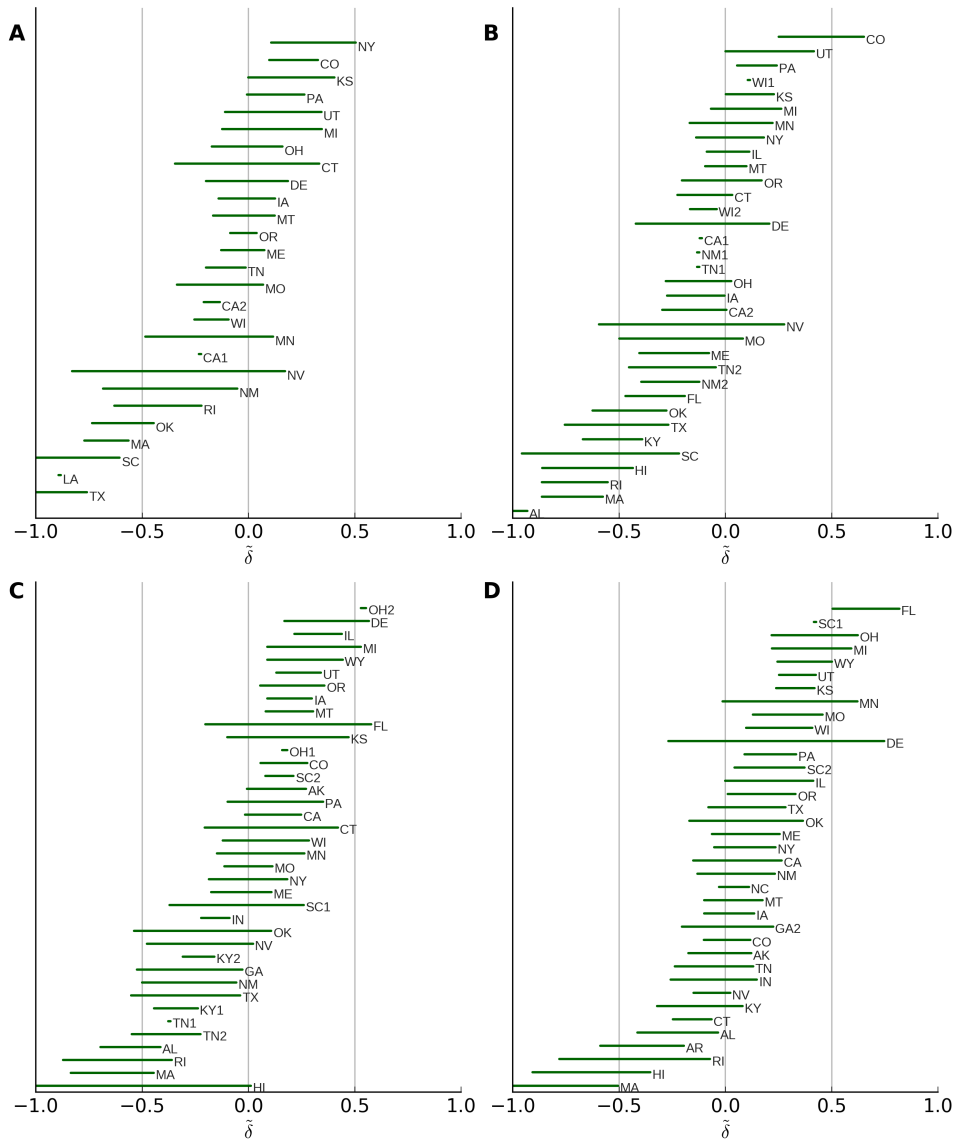 A
NY
CO
KS
PA
UT
MI
OH
CT
DE
IA
MT
OR
ME
TN
MO
CA2
WI
MN
CA1
NV
NM
RI
OK
MA
SC
LA
TX
−1.0 −0.5 0.0 0.5 1.0
δ̃
B
CO
UT
PA
WI1
KS
MI
MN
NY
IL
MT
OR
CT
WI2
DE
CA1
NM1
TN1
OH
IA
CA2
NV
MO
ME
TN2
NM2
FL
OK
TX
KY
SC
HI
RI
MA
AL
−1.0 −0.5 0.0 0.5 1.0
δ̃
C
OH2
DE
IL
MI
WY
UT
OR
IA
MT
FL
KS
OH1
CO
SC2
AK
PA
CA
CT
WI
MN
MO
NY
ME
SC1
IN
OK
NV
KY2
GA
NM
TX
KY1
TN1
TN2
AL
RI
MA
HI
−1.0 −0.5 0.0 0.5 1.0
δ̃
D
FL
SC1
OH
MI
WY
UT
KS
MN
MO
WI
DE
PA
SC2
IL
OR
TX
OK
ME
NY
CA
NM
NC
MT
IA
GA2
CO
AK
TN
IN
NV
KY
CT
AL
AR
RI
HI
MA
−1.0 −0.5 0.0 0.5 1.0
δ̃